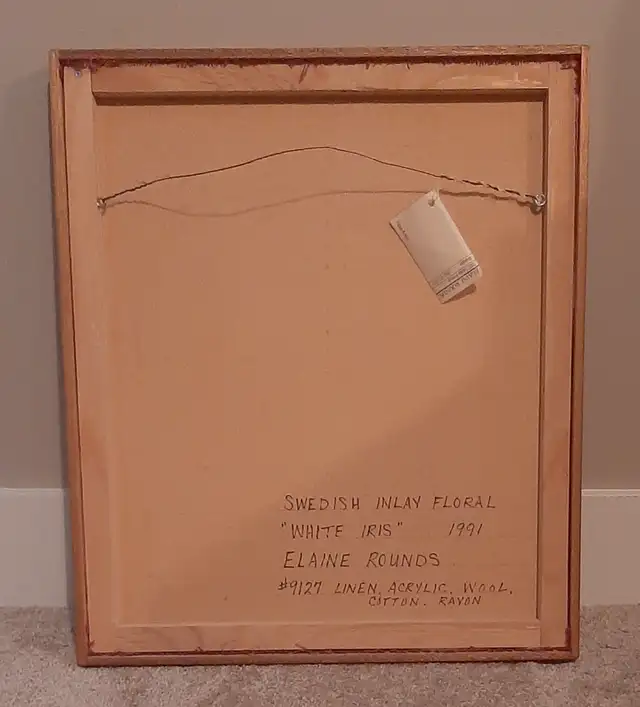 SWEDISH INLAY FLORAL
"WHITE IRIS" 1991
ELAINE ROUNDS
#9127 LINEN, ACRYLIC, WOOL,
COTTON. RAYON